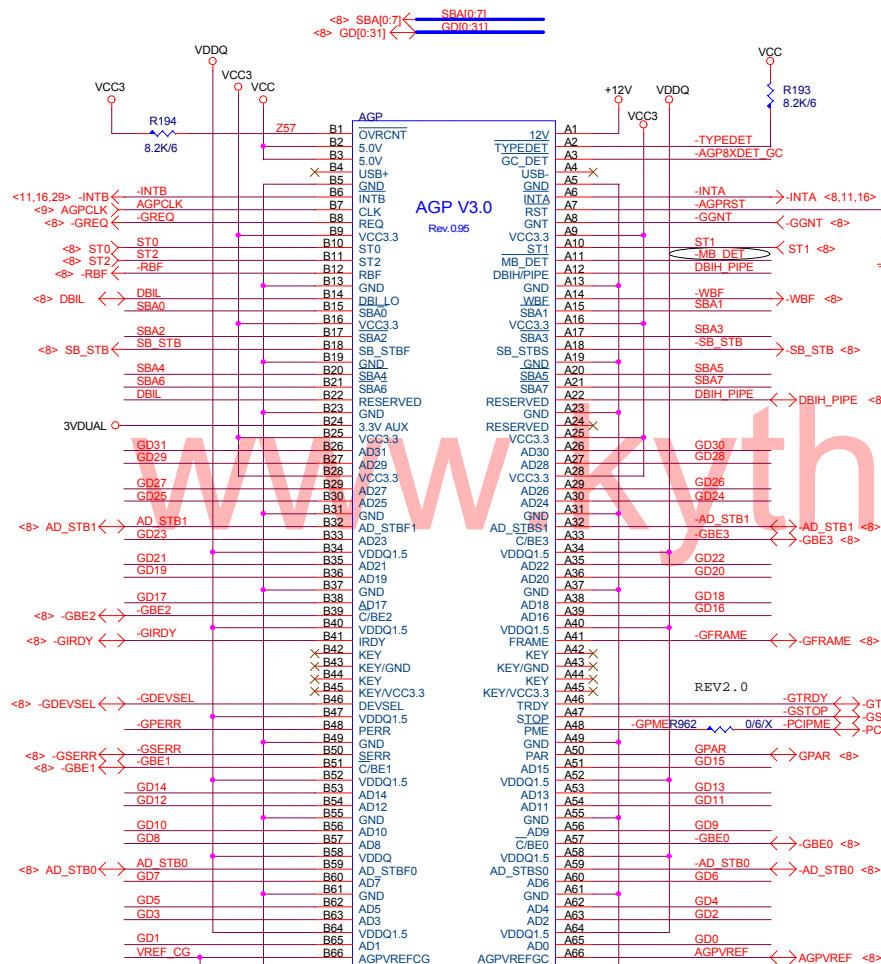 <8> SBA[0:7] SBA[0:7]
<8> GD[0:31] GD[0:31]
VDDQ VCC
VCC3 VCC3 VCC +12V VDDQ R193
8.2K/6
VCC3
R194 AGP
8.2K/6
Z57 B1 OVRCNT 12V A1
B2 5.0V TYPEDET A2 -TYPEDET
B3 5.0V GC_DET A3 -AGP8XDET_GC
B4 USB+ USB- A4
B5 GND GND A5
<11,16,29> -INTB -INTB B6 INTB INTA A6 -INTA -INTA <8,11,16>
<9> AGPCLK AGPCLK B7 CLK RST A7 -AGPRST
<8> -GREQ -GREQ B8 REQ GNT A8 -GGNT -GGNT <8>
AGP V3.0
Rev.0.95
B9 VCC3.3 VCC3.3 A9
<8> ST0 ST0 B10 ST0 ST1 A10 ST1 ST1 <8>
<8> ST2 ST2 B11 ST2 MB_DET A11 -MB_DET
<8> -RBF -RBF B12 RBF DBIH/PIPE A12 DBIH_PIPE
B13 GND GND A13
<8> DBIL DBIL B14 DBI_LO WBF A14 -WBF -WBF <8>
SBA0 B15 SBA0 SBA1 A15 SBA1
B16 VCC3.3 VCC3.3 A16
SBA2 B17 SBA2 SBA3 A17 SBA3
<8> SB_STB SB_STB B18 SB_STBF SB_STBS A18 -SB_STB -SB_STB <8>
B19 GND GND A19
SBA4 B20 SBA4 SBA5 A20 SBA5
SBA6 B21 SBA6 SBA7 A21 SBA7
DBIL B22 RESERVED RESERVED A22 DBIH_PIPE DBIH_PIPE <8
B23 GND GND A23
3VDUAL B24 3.3V AUX RESERVED A24
B25 VCC3.3 VCC3.3 A25
GD31 B26 AD31 AD30 A26 GD30
GD29 B27 AD29 AD28 A27 GD28
B28 VCC3.3 VCC3.3 A28
GD27 B29 AD27 AD26 A29 GD26
GD25 B30 AD25 AD24 A30 GD24
B31 GND GND A31
<8> AD_STB1 AD_STB1 B32 AD_STBF1 AD_STBS1 A32 -AD_STB1 -AD_STB1 <8
GD23 B33 AD23 C/BE3 A33 -GBE3 -GBE3 <8>
B34 VDDQ1.5 VDDQ1.5 A34
GD21 B35 AD21 AD22 A35 GD22
GD19 B36 AD19 AD20 A36 GD20
B37 GND GND A37
GD17 B38 AD17 AD18 A38 GD18
<8> -GBE2 -GBE2 B39 C/BE2 AD16 A39 GD16
B40 VDDQ1.5 VDDQ1.5 A40
<8> -GIRDY -GIRDY B41 IRDY FRAME A41 -GFRAME -GFRAME <8
B42 KEY KEY A42
B43 KEY/GND KEY/GND A43
B44 KEY KEY A44
B45 KEY/VCC3.3 KEY/VCC3.3 A45
REV2.0
<8> -GDEVSEL -GDEVSEL B46 DEVSEL TRDY A46 -GTRDY -GT
B47 VDDQ1.5 STOP A47 -GSTOP -GS
-GPERR B48 PERR PME A48 -GPME R962 0/6/X -PCIPME -PC
B49 GND GND A49
<8> -GSERR -GSERR B50 SERR PAR A50 GPAR GPAR <8>
<8> -GBE1 -GBE1 B51 C/BE1 AD15 A51 GD15
B52 VDDQ1.5 VDDQ1.5 A52
GD14 B53 AD14 AD13 A53 GD13
GD12 B54 AD12 AD11 A54 GD11
B55 GND GND A55
GD10 B56 AD10 AD9 A56 GD9
GD8 B57 AD8 C/BE0 A57 -GBE0 -GBE0 <8>
B58 VDDQ VDDQ1.5 A58
<8> AD_STB0 AD_STB0 B59 AD_STBF0 AD_STBS0 A59 -AD_STB0 -AD_STB0 <8
GD7 B60 AD7 AD6 A60 GD6
B61 GND GND A61
GD5 B62 AD5 AD4 A62 GD4
GD3 B63 AD3 AD2 A63 GD2
B64 VDDQ1.5 VDDQ1.5 A64
GD1 B65 AD1 AD0 A65 GD0
VREF_CG B66 AGPVREFCG AGPVREFGC A66 AGPVREF AGPVREF <8
www.kyth